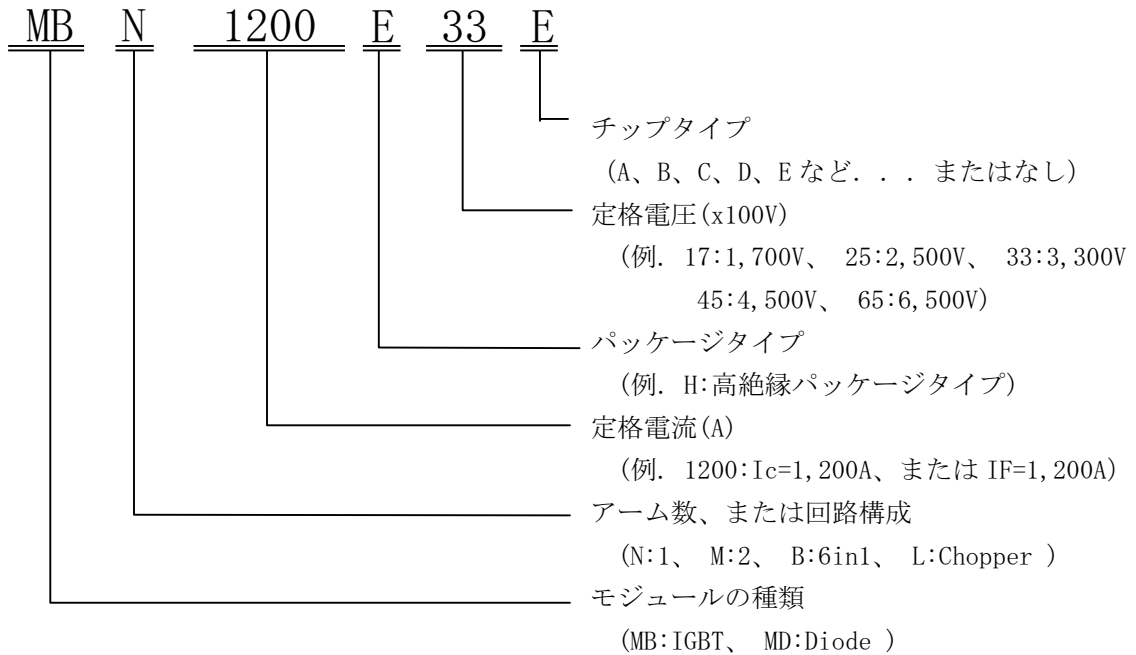 MB N 1200 E 33 E
チップタイプ
(A、B、C、D、E など... またはなし)
定格電圧(x100V)
(例. 17:1,700V、 25:2,500V、 33:3,300V
45:4,500V、 65:6,500V)
パッケージタイプ
(例. H:高絶縁パッケージタイプ)
定格電流(A)
(例. 1200:Ic=1,200A、または IF=1,200A)
アーム数、または回路構成
(N:1、 M:2、 B:6in1、 L:Chopper )
モジュールの種類
(MB:IGBT、 MD:Diode )